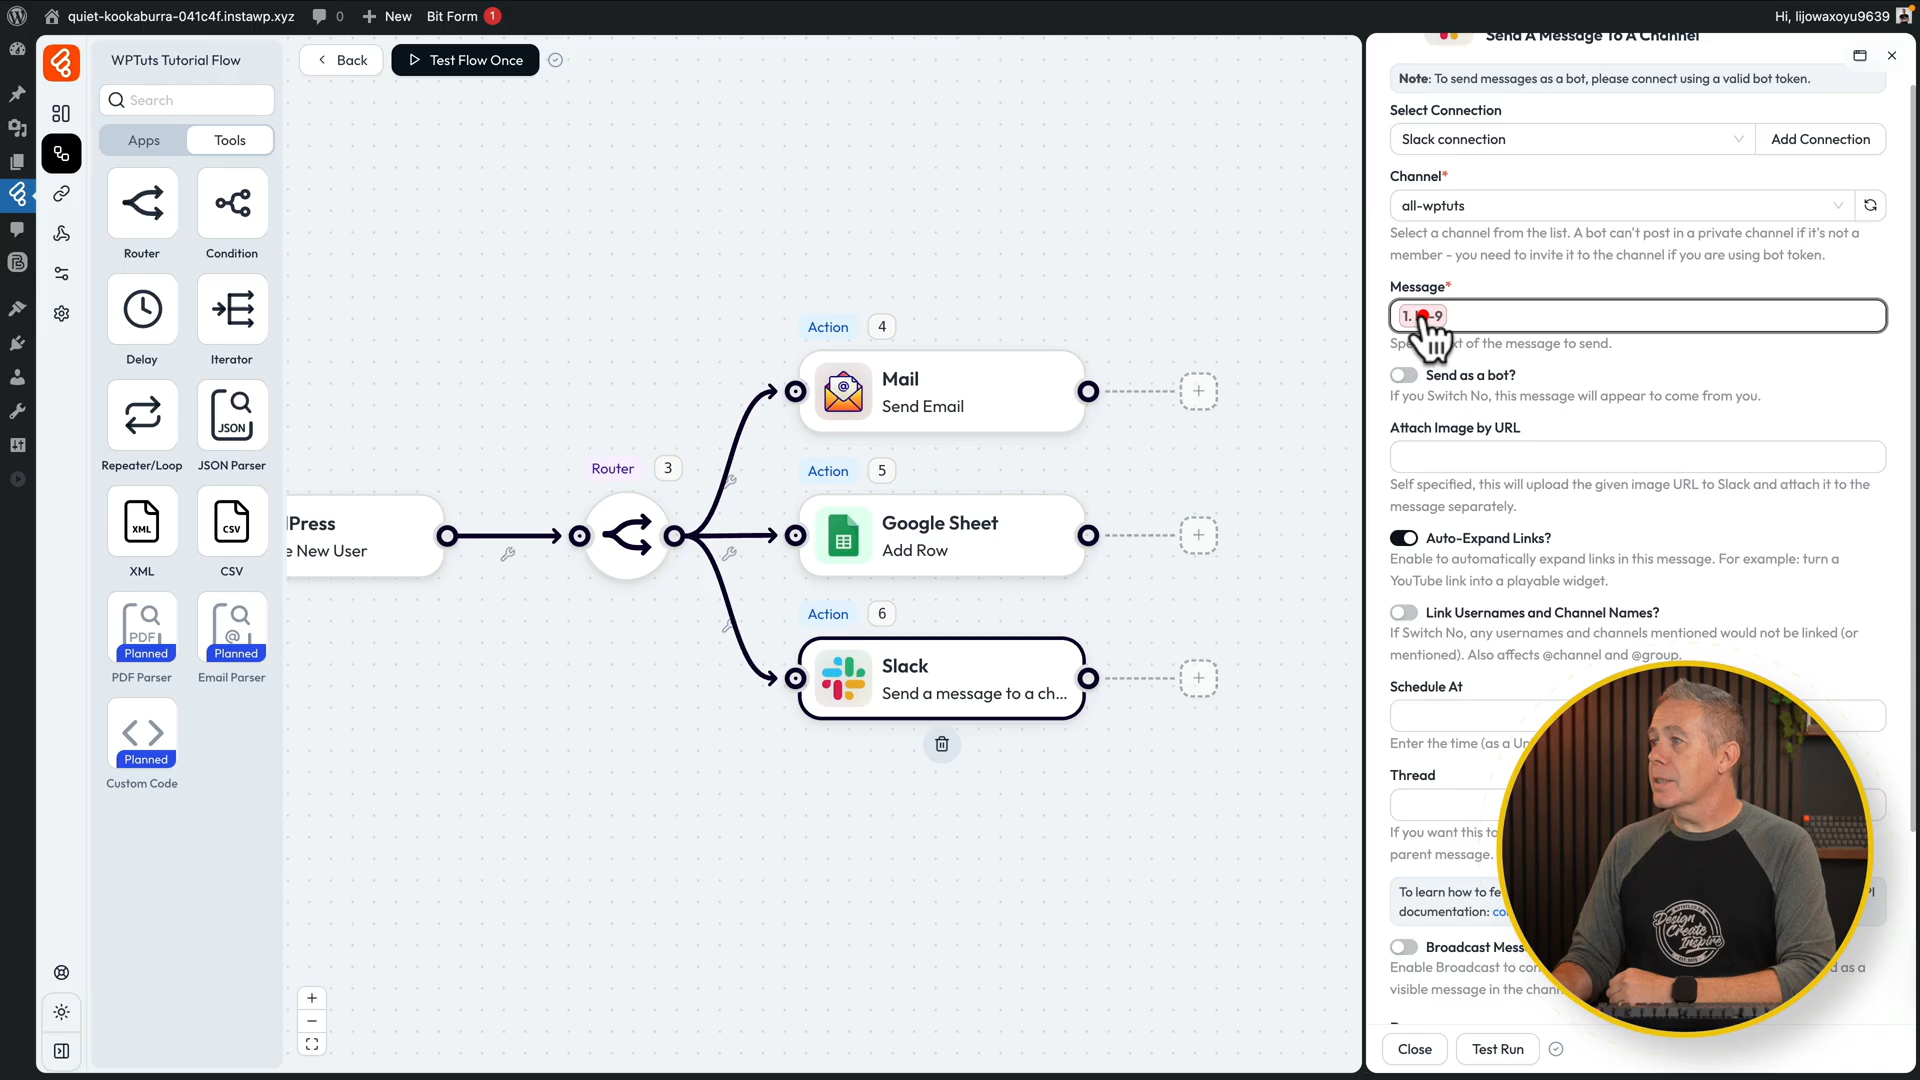 quiet-kookaburra-041c4f.instawp.xyz
0
New
Bit Form 1
Hi, lijowaxoyu9639
WPTuts Tutorial Flow
Search
Apps
Tools
Router
Condition
Delay
Iterator
JSON
Repeater/Loop
JSON Parser
XML
CSV
XML
CSV
PDF
Planned
@
Planned
PDF Parser
Email Parser
Planned
Custom Code
Back
Test Flow Once
Press
e New User
Router 3
Action 4
Mail
Send Email
Action 5
Google Sheet
Add Row
Action 6
Slack
Send a message to a ch...
Send A Message To A Channel
Note: To send messages as a bot, please connect using a valid bot token.
Select Connection
Slack connection
Add Connection
Channel*
all-wptuts
Select a channel from the list. A bot can't post in a private channel if it's not a
member - you need to invite it to the channel if you are using bot token.
Message*
1. -9
of the message to send.
Send as a bot?
If you Switch No, this message will appear to come from you.
Attach Image by URL
Self specified, this will upload the given image URL to Slack and attach it to the
message separately.
Auto-Expand Links?
Enable to automatically expand links in this message. For example: turn a
YouTube link into a playable widget.
Link Usernames and Channel Names?
If Switch No, any usernames and channels mentioned would not be linked (or
mentioned). Also affects @channel and @group.
Schedule At
Enter the time (as a
Thread
If you want this to
parent message.
To learn how to
documentation:
Broadcast
Enable Broadcast to
d as a
visible message in the
DESIGN
Create
Inspire
Close
Test Run